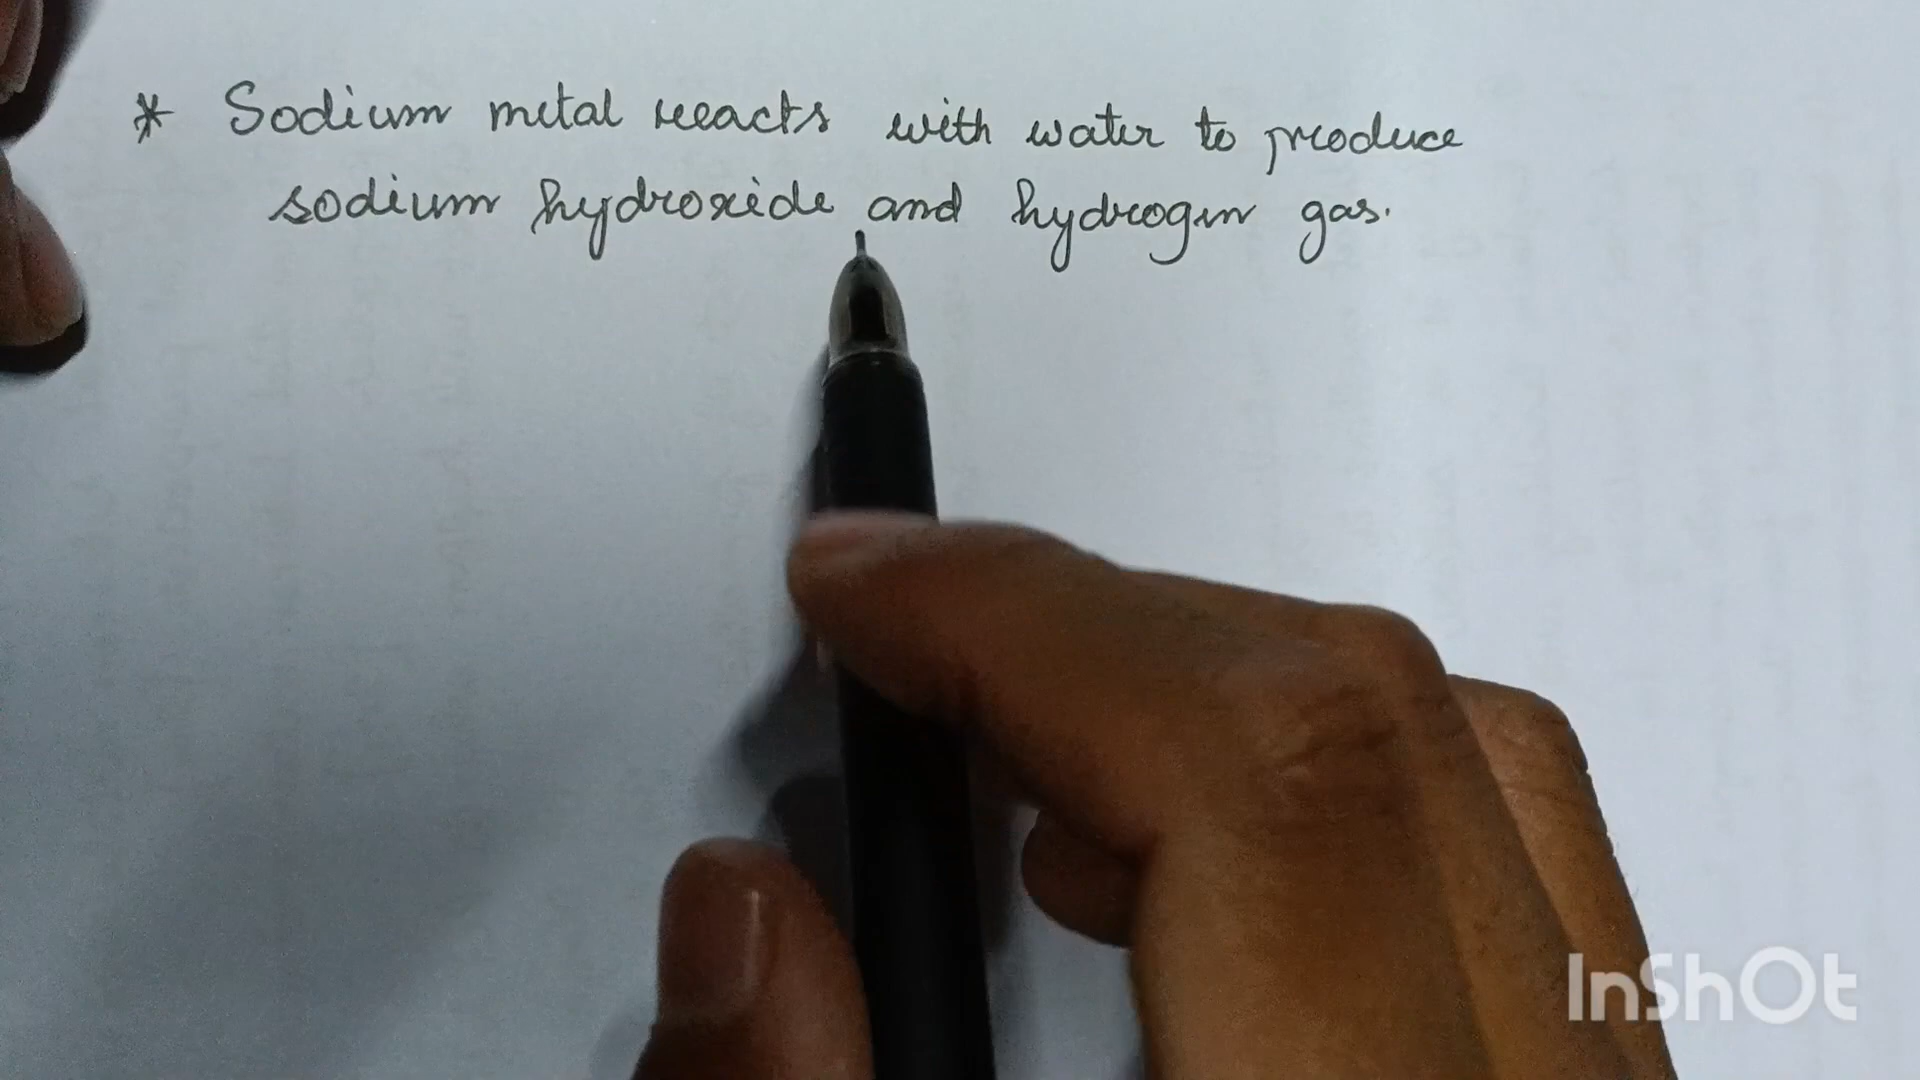 * Sodium metal reacts with water to produce
sodium hydroxide and hydrogen gas.
InShOt